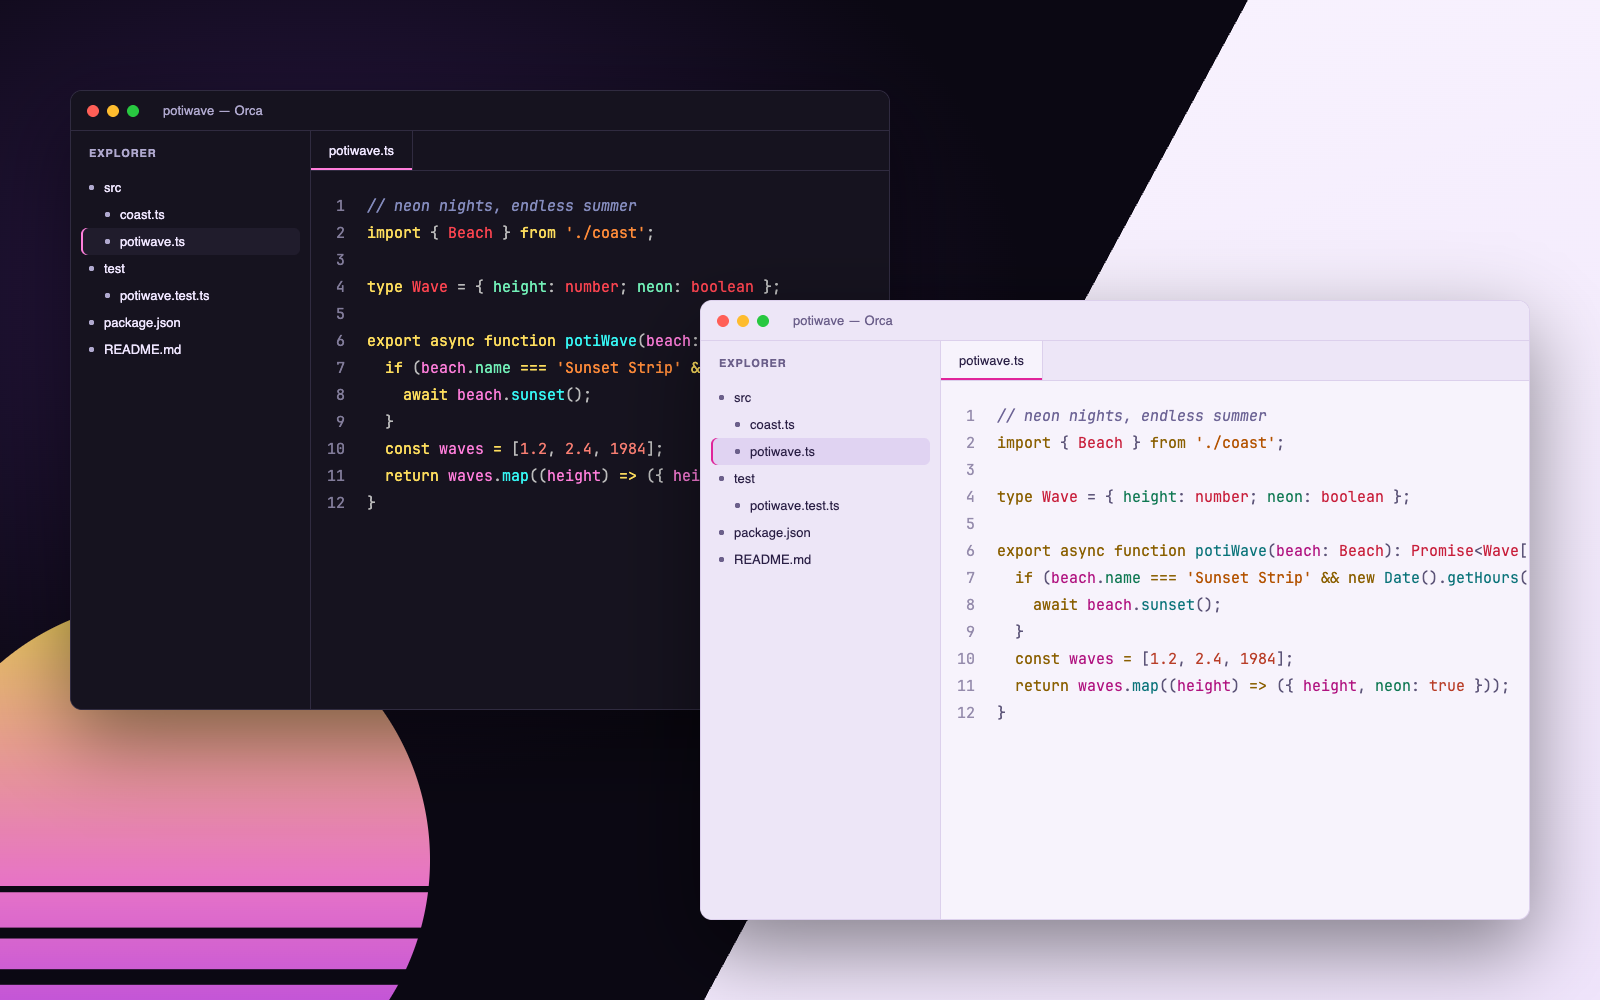 potiwave — Orca
EXPLORER
src
coast.ts
potiwave.ts
test
potiwave.test.ts
package.json
README.md
potiwave.ts
1 // neon nights, endless summer
2 import { Beach } from './coast';
3
4 type Wave = { height: number; neon: boolean };
5
6 export async function potiWave(beach:
7 if (beach.name === 'Sunset Strip' &
8 await beach.sunset();
9 }
10 const waves = [1.2, 2.4, 1984];
11 return waves.map((height) => ({ hei
12 }
potiwave — Orca
EXPLORER
src
coast.ts
potiwave.ts
test
potiwave.test.ts
package.json
README.md
potiwave.ts
1 // neon nights, endless summer
2 import { Beach } from './coast';
3
4 type Wave = { height: number; neon: boolean };
5
6 export async function potiWave(beach: Beach): Promise<Wave[
7 if (beach.name === 'Sunset Strip' && new Date().getHours(
8 await beach.sunset();
9 }
10 const waves = [1.2, 2.4, 1984];
11 return waves.map((height) => ({ height, neon: true }));
12 }